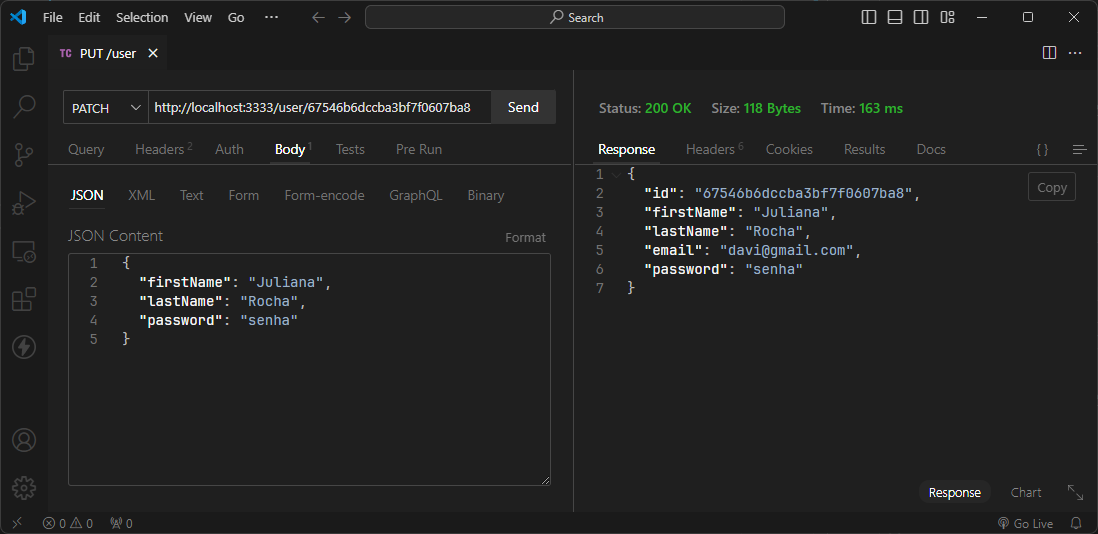 File Edit Selection View Go ··· Search
TC PUT /user
PATCH http://localhost:3333/user/67546b6dccba3bf7f0607ba8 Send
Query Headers 2 Auth Body 1 Tests Pre Run
JSON XML Text Form Form-encode GraphQL Binary
JSON Content Format
1 {
2 "firstName": "Juliana",
3 "lastName": "Rocha",
4 "password": "senha"
5 }
Status: 200 OK Size: 118 Bytes Time: 163 ms
Response Headers 6 Cookies Results Docs { }
Copy
1 {
2 "id": "67546b6dccba3bf7f0607ba8",
3 "firstName": "Juliana",
4 "lastName": "Rocha",
5 "email": "davi@gmail.com",
6 "password": "senha"
7 }
Response Chart
0 0 0 Go Live